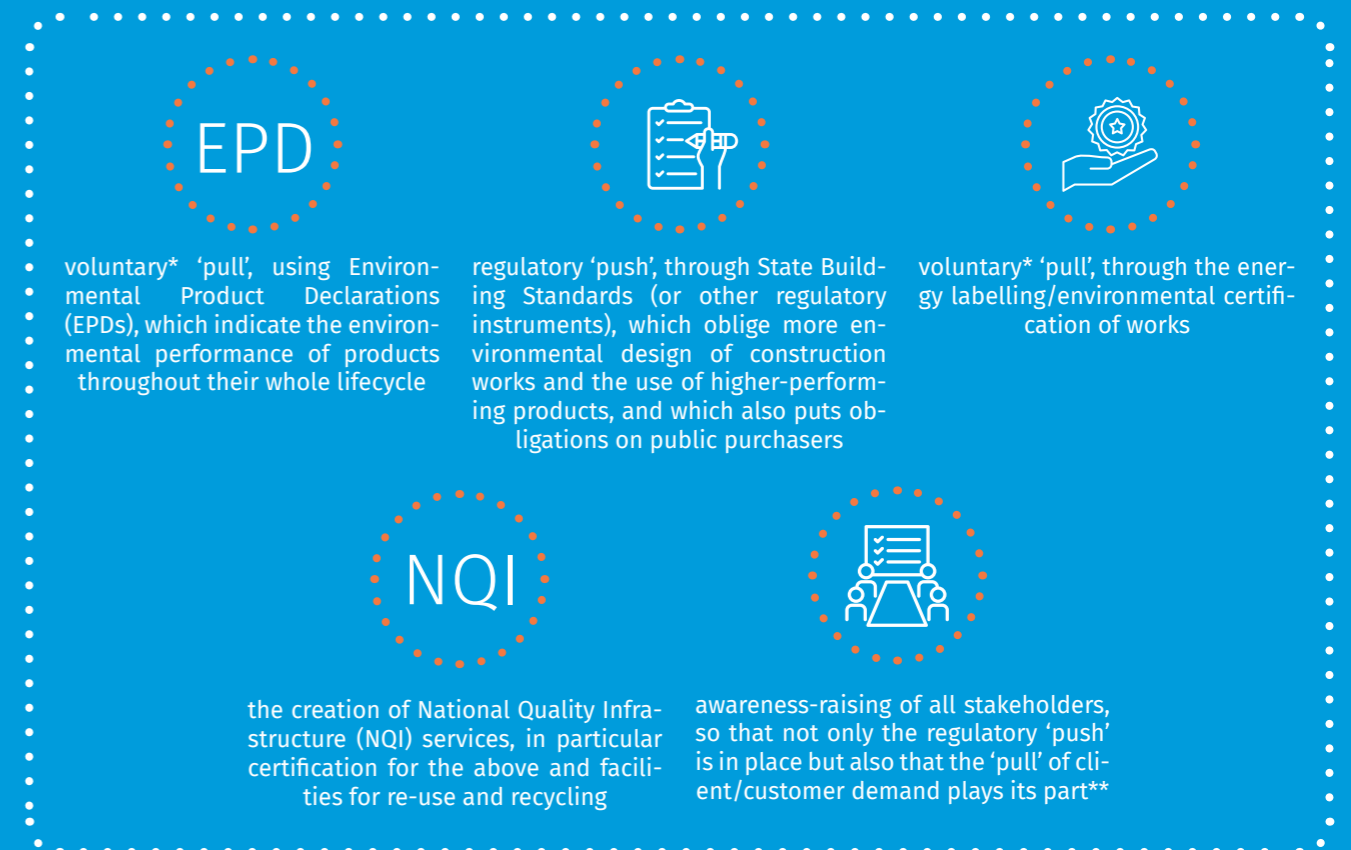 EPD
voluntary* ‘pull’, using Environ-
mental Product Declarations
(EPDs), which indicate the environ-
mental performance of products
throughout their whole lifecycle
regulatory ‘push’, through State Build-
ing Standards (or other regulatory
instruments), which oblige more en-
vironmental design of construction
works and the use of higher-perform-
ing products, and which also puts ob-
ligations on public purchasers
voluntary* ‘pull’, through the ener-
gy labelling/environmental certifi-
cation of works
NQI
the creation of National Quality Infra-
structure (NQI) services, in particular
certification for the above and facili-
ties for re-use and recycling
awareness-raising of all stakeholders,
so that not only the regulatory ‘push’
is in place but also that the ‘pull’ of cli-
ent/customer demand plays its part**